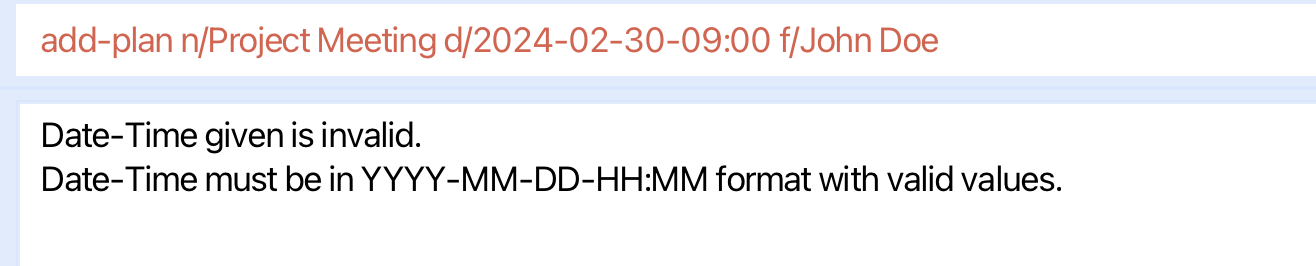 add-plan n/Project Meeting d/2024-02-30-09:00 f/John Doe
Date-Time given is invalid.
Date-Time must be in YYYY-MM-DD-HH:MM format with valid values.